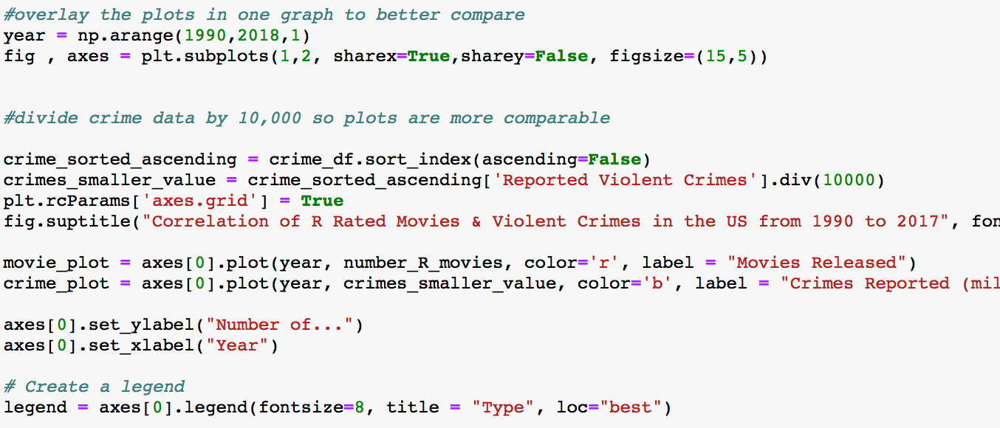 #overlay the plots in one graph to better compare
year = np.arange(1990,2018,1)
fig , axes = plt.subplots(1,2, sharex=True,sharey=False, figsize=(15,5))
#divide crime data by 10,000 so plots are more comparable
crime_sorted_ascending = crime_df.sort_index(ascending=False)
crimes_smaller_value = crime_sorted_ascending['Reported Violent Crimes'].div(10000)
plt.rcParams['axes.grid'] = True
fig.suptitle("Correlation of R Rated Movies & Violent Crimes in the US from 1990 to 2017", fon
movie_plot = axes[0].plot(year, number_R_movies, color='r', label = "Movies Released")
crime_plot = axes[0].plot(year, crimes_smaller_value, color='b', label = "Crimes Reported (mil
axes[0].set_ylabel("Number of...")
axes[0].set_xlabel("Year")
# Create a legend
legend = axes[0].legend(fontsize=8, title = "Type", loc="best")